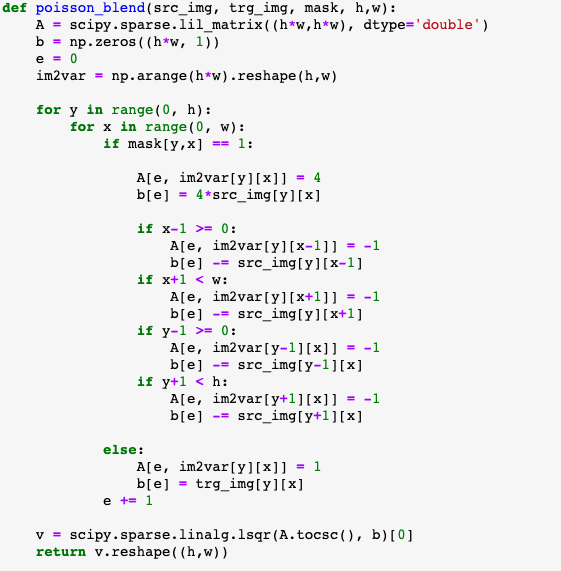 def poisson_blend(src_img, trg_img, mask, h,w):
    A = scipy.sparse.lil_matrix((h*w,h*w), dtype='double')
    b = np.zeros((h*w, 1))
    e = 0
    im2var = np.arange(h*w).reshape(h,w)

    for y in range(0, h):
        for x in range(0, w):
            if mask[y,x] == 1:

                A[e, im2var[y][x]] = 4
                b[e] = 4*src_img[y][x]

                if x-1 >= 0:
                    A[e, im2var[y][x-1]] = -1
                    b[e] -= src_img[y][x-1]
                if x+1 < w:
                    A[e, im2var[y][x+1]] = -1
                    b[e] -= src_img[y][x+1]
                if y-1 >= 0:
                    A[e, im2var[y-1][x]] = -1
                    b[e] -= src_img[y-1][x]
                if y+1 < h:
                    A[e, im2var[y+1][x]] = -1
                    b[e] -= src_img[y+1][x]

            else:
                A[e, im2var[y][x]] = 1
                b[e] = trg_img[y][x]
            e += 1

    v = scipy.sparse.linalg.lsqr(A.tocsc(), b)[0]
    return v.reshape((h,w))